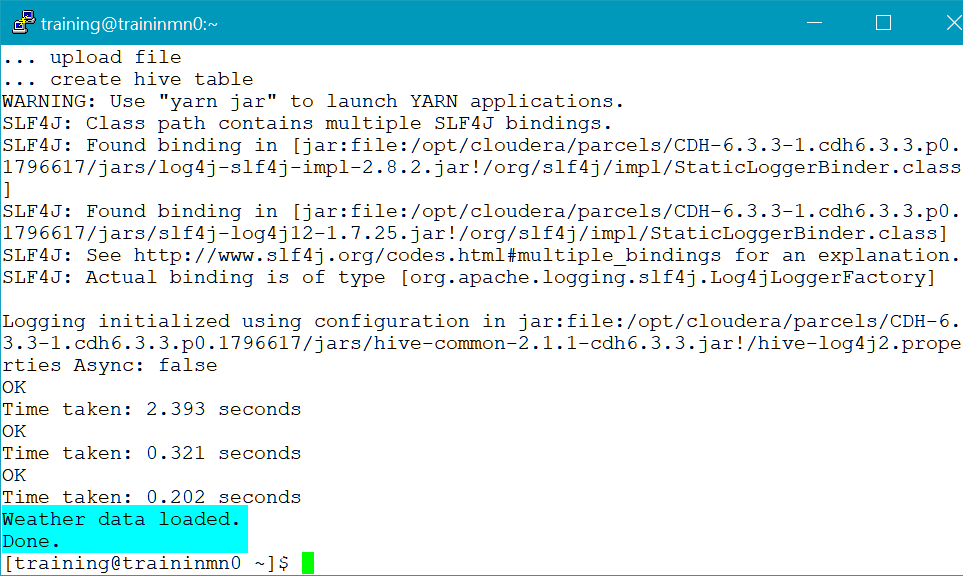 training@traininmn0:~
... upload file
... create hive table
WARNING: Use "yarn jar" to launch YARN applications.
SLF4J: Class path contains multiple SLF4J bindings.
SLF4J: Found binding in [jar:file:/opt/cloudera/parcels/CDH-6.3.3-1.cdh6.3.3.p0.
1796617/jars/log4j-slf4j-impl-2.8.2.jar!/org/slf4j/impl/StaticLoggerBinder.class
]
SLF4J: Found binding in [jar:file:/opt/cloudera/parcels/CDH-6.3.3-1.cdh6.3.3.p0.
1796617/jars/slf4j-log4j12-1.7.25.jar!/org/slf4j/impl/StaticLoggerBinder.class]
SLF4J: See http://www.slf4j.org/codes.html#multiple_bindings for an explanation.
SLF4J: Actual binding is of type [org.apache.logging.slf4j.Log4jLoggerFactory]
Logging initialized using configuration in jar:file:/opt/cloudera/parcels/CDH-6.
3.3-1.cdh6.3.3.p0.1796617/jars/hive-common-2.1.1-cdh6.3.3.jar!/hive-log4j2.prope
rties Async: false
OK
Time taken: 2.393 seconds
OK
Time taken: 0.321 seconds
OK
Time taken: 0.202 seconds
Weather data loaded.
Done.
[training@traininmn0 ~]$